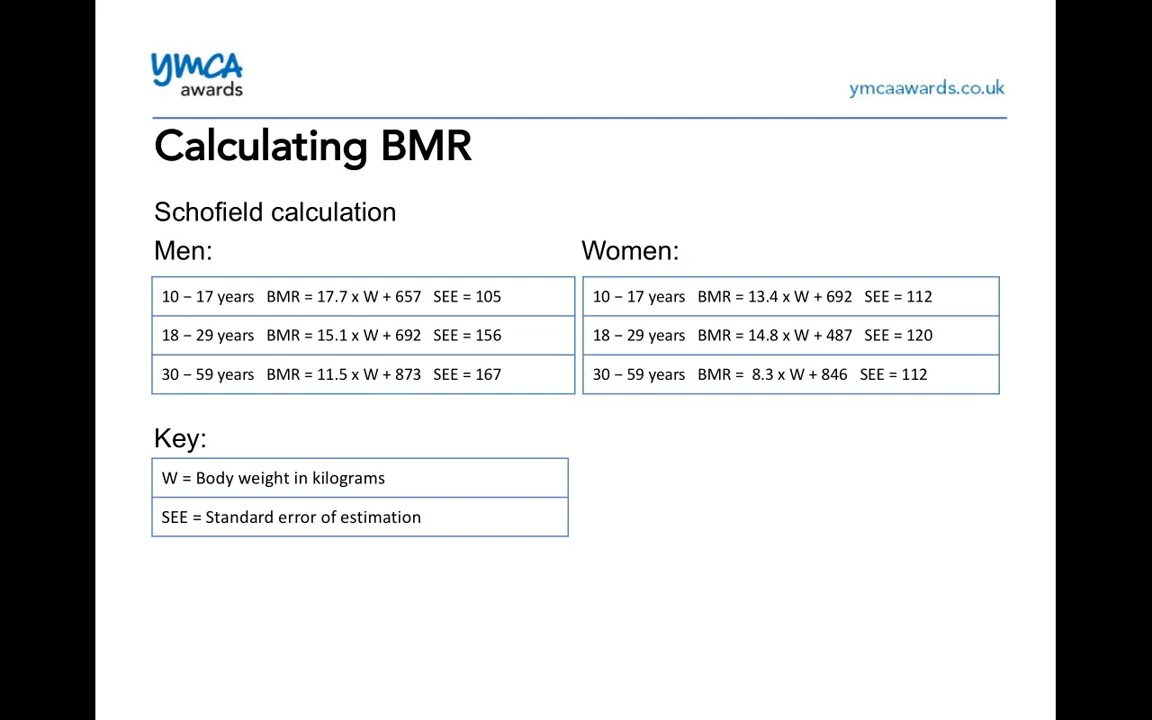 ymca
awards
ymcaawards.co.uk
Calculating BMR
Schofield calculation
Men:
10 – 17 years BMR = 17.7 x W + 657 SEE = 105
18 – 29 years BMR = 15.1 x W + 692 SEE = 156
30 – 59 years BMR = 11.5 x W + 873 SEE = 167
Women:
10 – 17 years BMR = 13.4 x W + 692 SEE = 112
18 – 29 years BMR = 14.8 x W + 487 SEE = 120
30 – 59 years BMR = 8.3 x W + 846 SEE = 112
Key:
W = Body weight in kilograms
SEE = Standard error of estimation